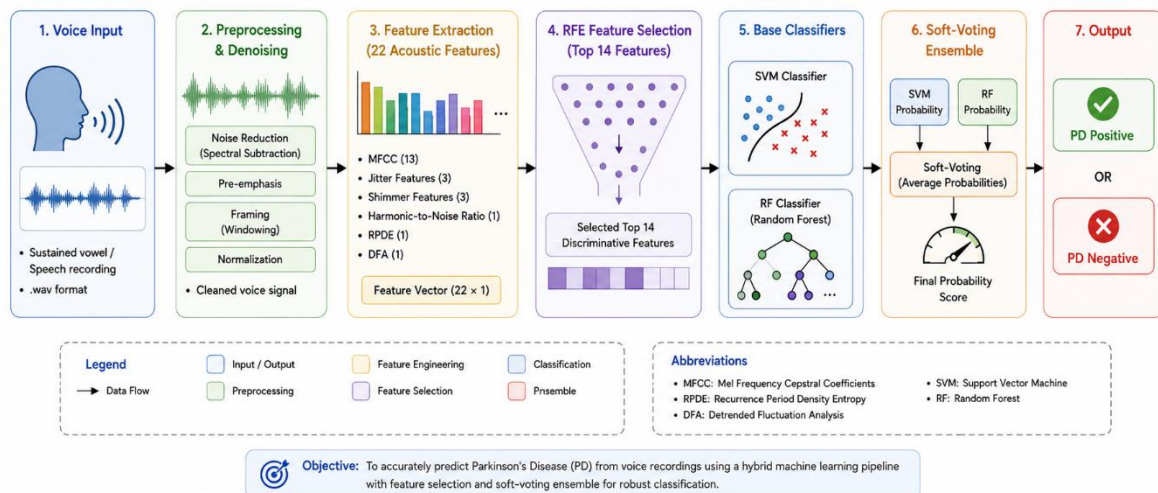 1. Voice Input
Sustained vowel /
Speech recording
.wav format
2. Preprocessing
& Denoising
Noise Reduction
(Spectral Subtraction)
Pre-emphasis
Framing
(Windowing)
Normalization
Cleaned voice signal
3. Feature Extraction
(22 Acoustic Features)
...
MFCC (13)
Jitter Features (3)
Shimmer Features (3)
Harmonic-to-Noise Ratio (1)
RPDE (1)
DFA (1)
Feature Vector (22 × 1)
4. RFE Feature Selection
(Top 14 Features)
Selected Top 14
Discriminative Features
5. Base Classifiers
SVM Classifier
RF Classifier
(Random Forest)
...
6. Soft-Voting
Ensemble
SVM
Probability
RF
Probability
Soft-Voting
(Average Probabilities)
Final Probability
Score
7. Output
PD Positive
OR
PD Negative
Legend
Data Flow
Input / Output
Preprocessing
Feature Engineering
Feature Selection
Classification
Pnsemble
Abbreviations
MFCC: Mel Frequency Cepstral Coefficients
RPDE: Recurrence Period Density Entropy
DFA: Detrended Fluctuation Analysis
SVM: Support Vector Machine
RF: Random Forest
Objective: To accurately predict Parkinson's Disease (PD) from voice recordings using a hybrid machine learning pipeline
with feature selection and soft-voting ensemble for robust classification.